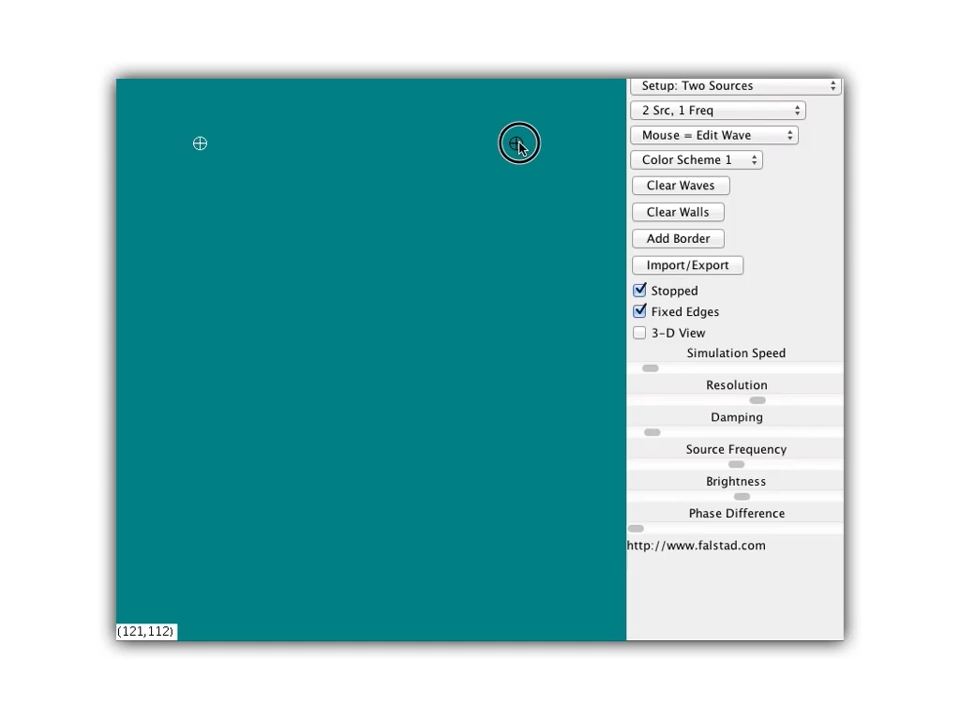 Setup: Two Sources
2 Src, 1 Freq
Mouse = Edit Wave
Color Scheme 1
Clear Waves
Clear Walls
Add Border
Import/Export
Stopped
Fixed Edges
3-D View
Simulation Speed
Resolution
Damping
Source Frequency
Brightness
Phase Difference
http://www.falstad.com
(121,112)